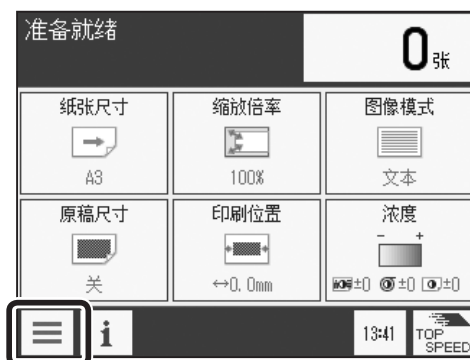 准备就绪
0张
纸张尺寸
缩放倍率
图像模式
A3
100%
文本
原稿尺寸
印刷位置
浓度
- +
关
↔0, 0mm
±0 ±0 ±0
i
13:41
TOP
SPEED